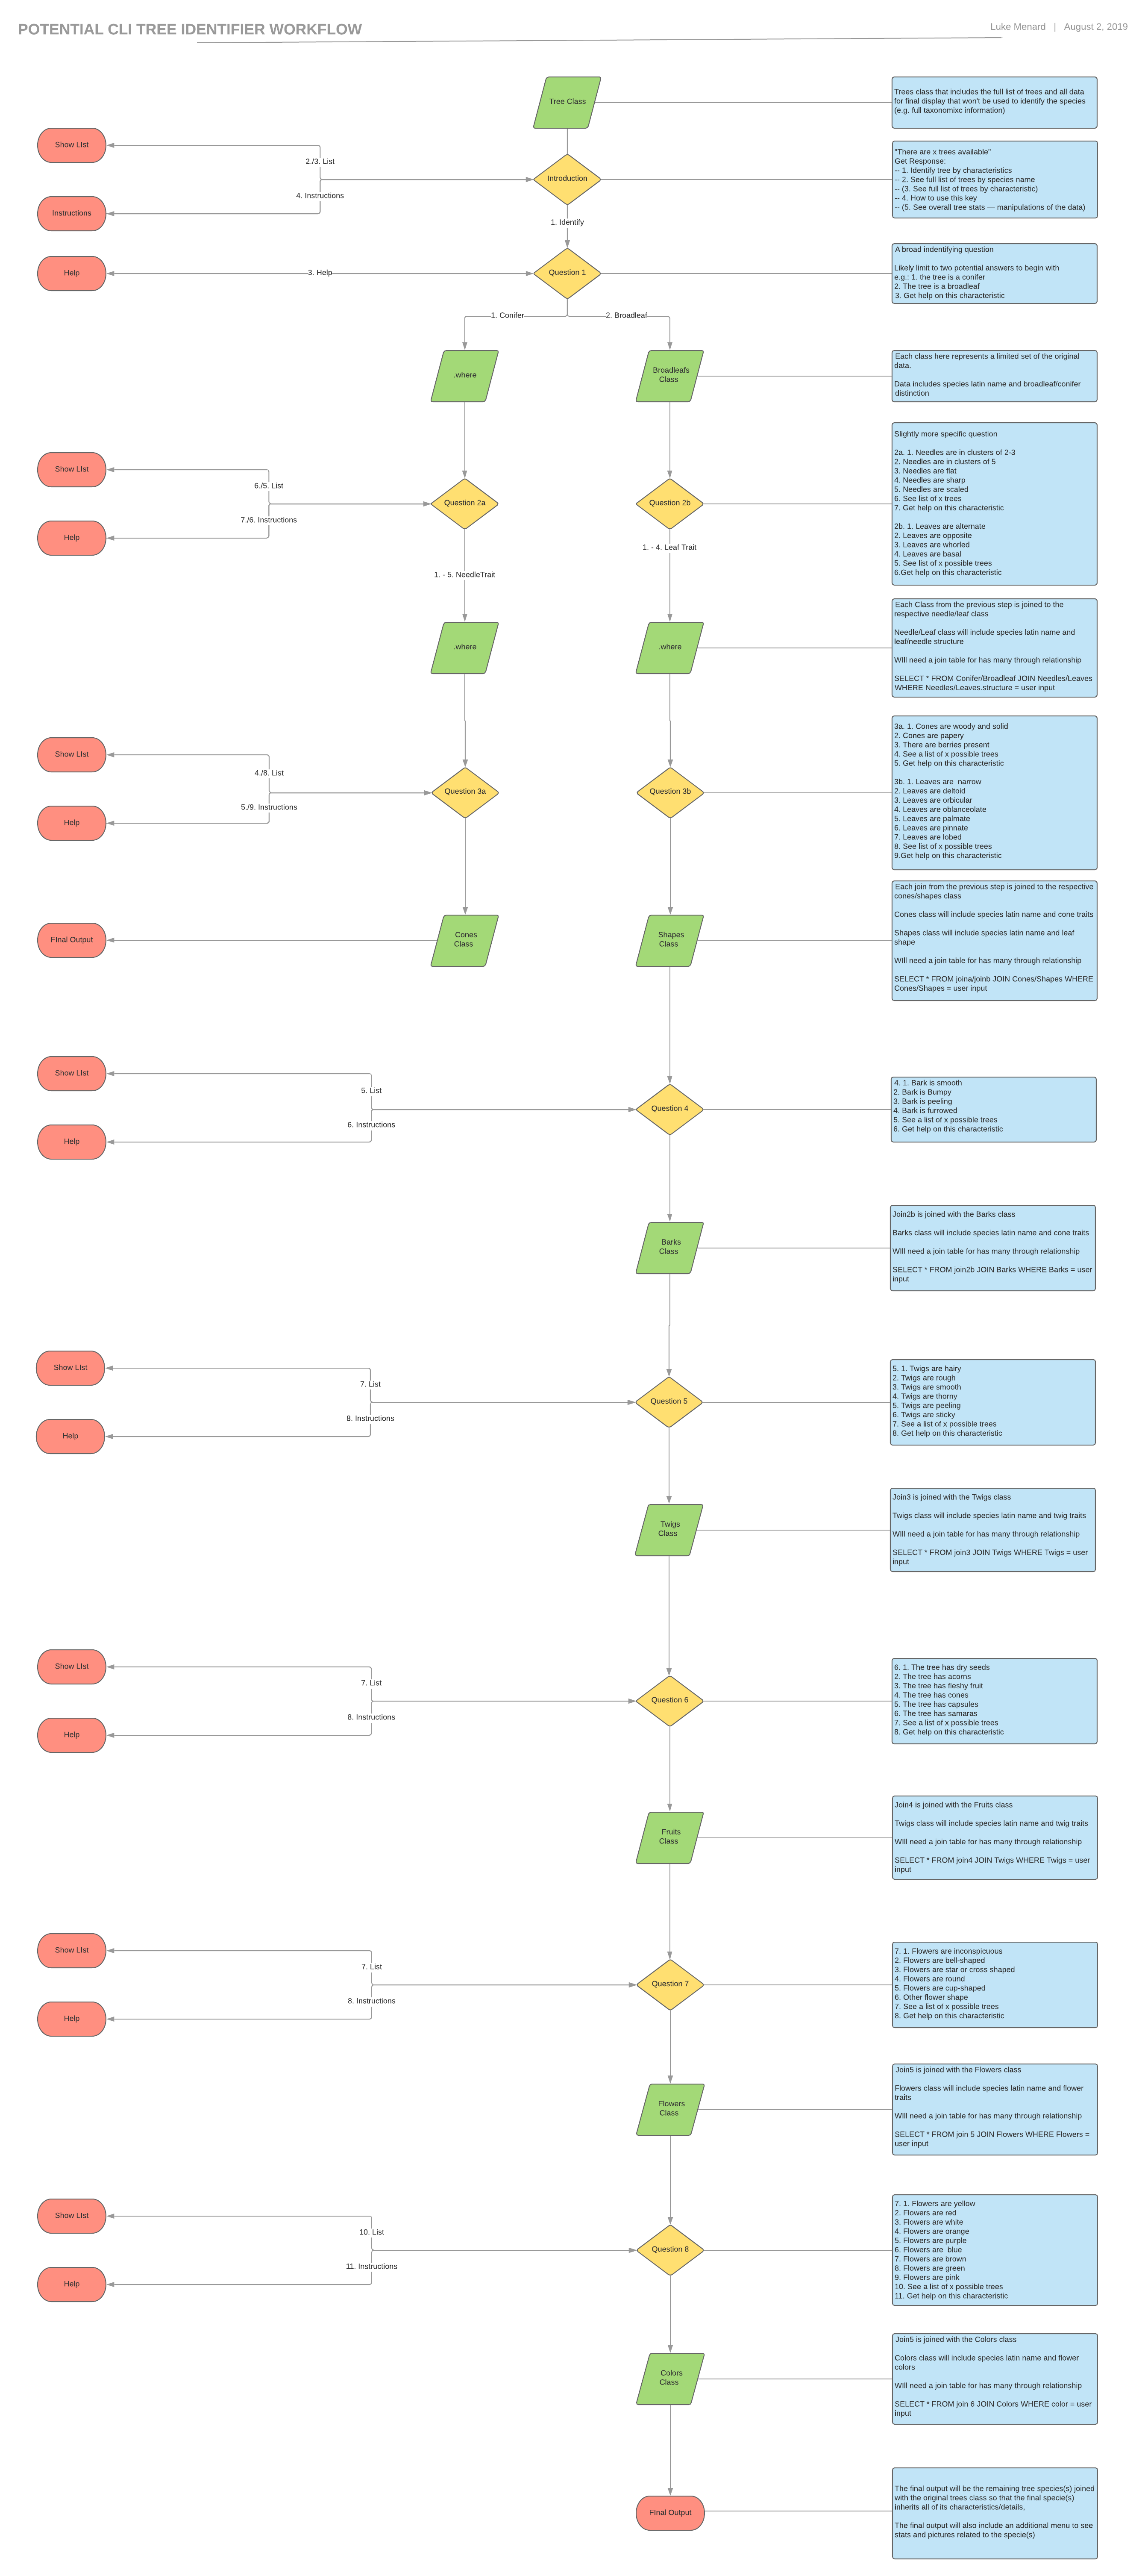 POTENTIAL CLI TREE IDENTIFIER WORKFLOW
Luke Menard | August 2, 2019
Tree Class
Trees class that includes the full list of trees and all data
for final display that won't be used to identify the species
(e.g. full taxonomixc information)
Show LIst
2./3. List
4. Instructions
Instructions
Introduction
"There are x trees available"
Get Response:
-- 1. Identify tree by characteristics
-- 2. See full list of trees by species name
-- (3. See full list of trees by characteristic)
-- 4. How to use this key
-- (5. See overall tree stats — manipulations of the data)
1. Identify
Help
3. Help
Question 1
A broad indentifying question
Likely limit to two potential answers to begin with
e.g.: 1. the tree is a conifer
2. The tree is a broadleaf
3. Get help on this characteristic
1. Conifer
2. Broadleaf
.where
Broadleafs
Class
Each class here represents a limited set of the original
data.
Data includes species latin name and broadleaf/conifer
distinction
Show LIst
6./5. List
7./6. Instructions
Help
Question 2a
Question 2b
Slightly more specific question
2a. 1. Needles are in clusters of 2-3
2. Needles are in clusters of 5
3. Needles are flat
4. Needles are sharp
5. Needles are scaled
6. See list of x trees
7. Get help on this characteristic
2b. 1. Leaves are alternate
2. Leaves are opposite
3. Leaves are whorled
4. Leaves are basal
5. See list of x possible trees
6.Get help on this characteristic
1. - 5. NeedleTrait
1. - 4. Leaf Trait
.where
.where
Each Class from the previous step is joined to the
respective needle/leaf class
Needle/Leaf class will include species latin name and
leaf/needle structure
WIll need a join table for has many through relationship
SELECT * FROM Conifer/Broadleaf JOIN Needles/Leaves
WHERE Needles/Leaves.structure = user input
Show LIst
4./8. List
5./9. Instructions
Help
Question 3a
Question 3b
3a. 1. Cones are woody and solid
2. Cones are papery
3. There are berries present
4. See a list of x possible trees
5. Get help on this characteristic
3b. 1. Leaves are narrow
2. Leaves are deltoid
3. Leaves are orbicular
4. Leaves are oblanceolate
5. Leaves are palmate
6. Leaves are pinnate
7. Leaves are lobed
8. See list of x possible trees
9.Get help on this characteristic
FInal Output
Cones
Class
Shapes
Class
Each join from the previous step is joined to the respective
cones/shapes class
Cones class will include species latin name and cone traits
Shapes class will include species latin name and leaf
shape
WIll need a join table for has many through relationship
SELECT * FROM joina/joinb JOIN Cones/Shapes WHERE
Cones/Shapes = user input
Show LIst
5. List
6. Instructions
Help
Question 4
4. 1. Bark is smooth
2. Bark is Bumpy
3. Bark is peeling
4. Bark is furrowed
5. See a list of x possible trees
6. Get help on this characteristic
Barks
Class
Join2b is joined with the Barks class
Barks class will include species latin name and cone traits
WIll need a join table for has many through relationship
SELECT * FROM join2b JOIN Barks WHERE Barks = user
input
Show LIst
7. List
8. Instructions
Help
Question 5
5. 1. Twigs are hairy
2. Twigs are rough
3. Twigs are smooth
4. Twigs are thorny
5. Twigs are peeling
6. Twigs are sticky
7. See a list of x possible trees
8. Get help on this characteristic
Twigs
Class
Join3 is joined with the Twigs class
Twigs class will include species latin name and twig traits
WIll need a join table for has many through relationship
SELECT * FROM join3 JOIN Twigs WHERE Twigs = user
input
Show LIst
7. List
8. Instructions
Help
Question 6
6. 1. The tree has dry seeds
2. The tree has acorns
3. The tree has fleshy fruit
4. The tree has cones
5. The tree has capsules
6. The tree has samaras
7. See a list of x possible trees
8. Get help on this characteristic
Fruits
Class
Join4 is joined with the Fruits class
Twigs class will include species latin name and twig traits
WIll need a join table for has many through relationship
SELECT * FROM join4 JOIN Twigs WHERE Twigs = user
input
Show LIst
7. List
8. Instructions
Help
Question 7
7. 1. Flowers are inconspicuous
2. Flowers are bell-shaped
3. Flowers are star or cross shaped
4. Flowers are round
5. Flowers are cup-shaped
6. Other flower shape
7. See a list of x possible trees
8. Get help on this characteristic
Flowers
Class
Join5 is joined with the Flowers class
Flowers class will include species latin name and flower
traits
WIll need a join table for has many through relationship
SELECT * FROM join 5 JOIN Flowers WHERE Flowers =
user input
Show LIst
10. List
11. Instructions
Help
Question 8
7. 1. Flowers are yellow
2. Flowers are red
3. Flowers are white
4. Flowers are orange
5. Flowers are purple
6. Flowers are blue
7. Flowers are brown
8. Flowers are green
9. Flowers are pink
10. See a list of x possible trees
11. Get help on this characteristic
Colors
Class
Join5 is joined with the Colors class
Colors class will include species latin name and flower
colors
WIll need a join table for has many through relationship
SELECT * FROM join 6 JOIN Colors WHERE color = user
input
FInal Output
The final output will be the remaining tree species(s) joined
with the original trees class so that the final specie(s)
inherits all of its characteristics/details,
The final output will also include an additional menu to see
stats and pictures related to the specie(s)